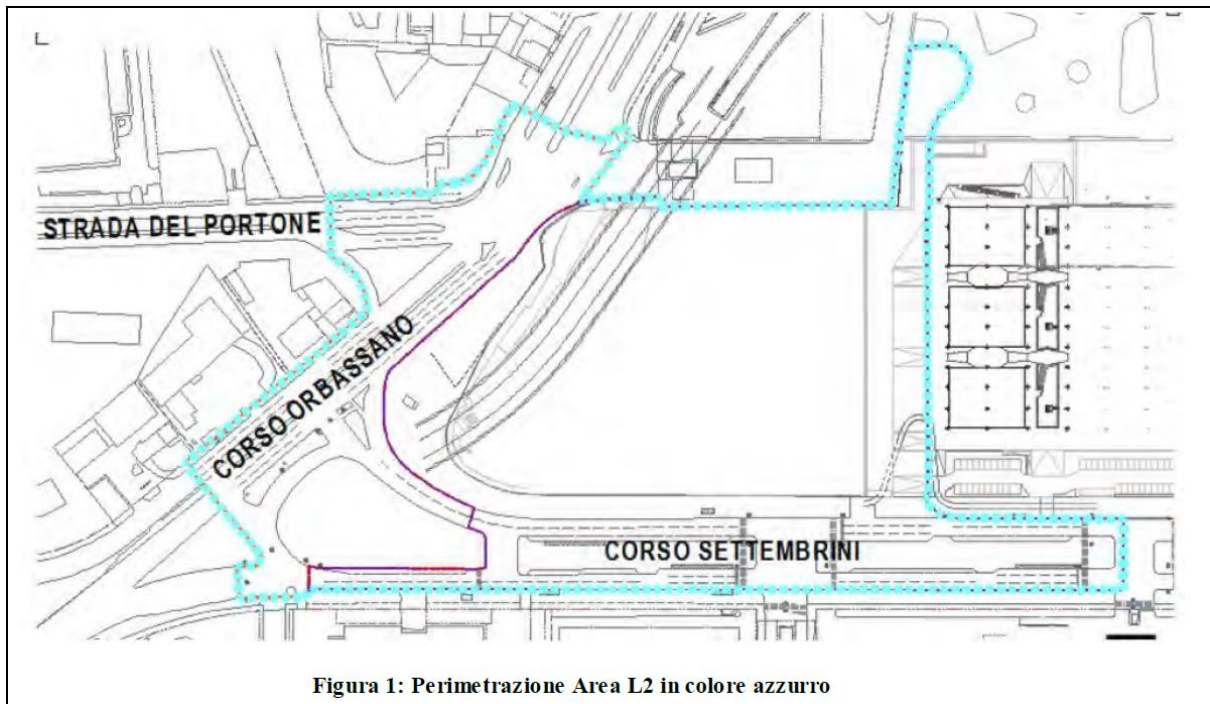 STRADA DEL PORTONE
CORSO ORBASSANO
CORSO SETTEMBRINI
Figura 1: Perimetrazione Area L2 in colore azzurro